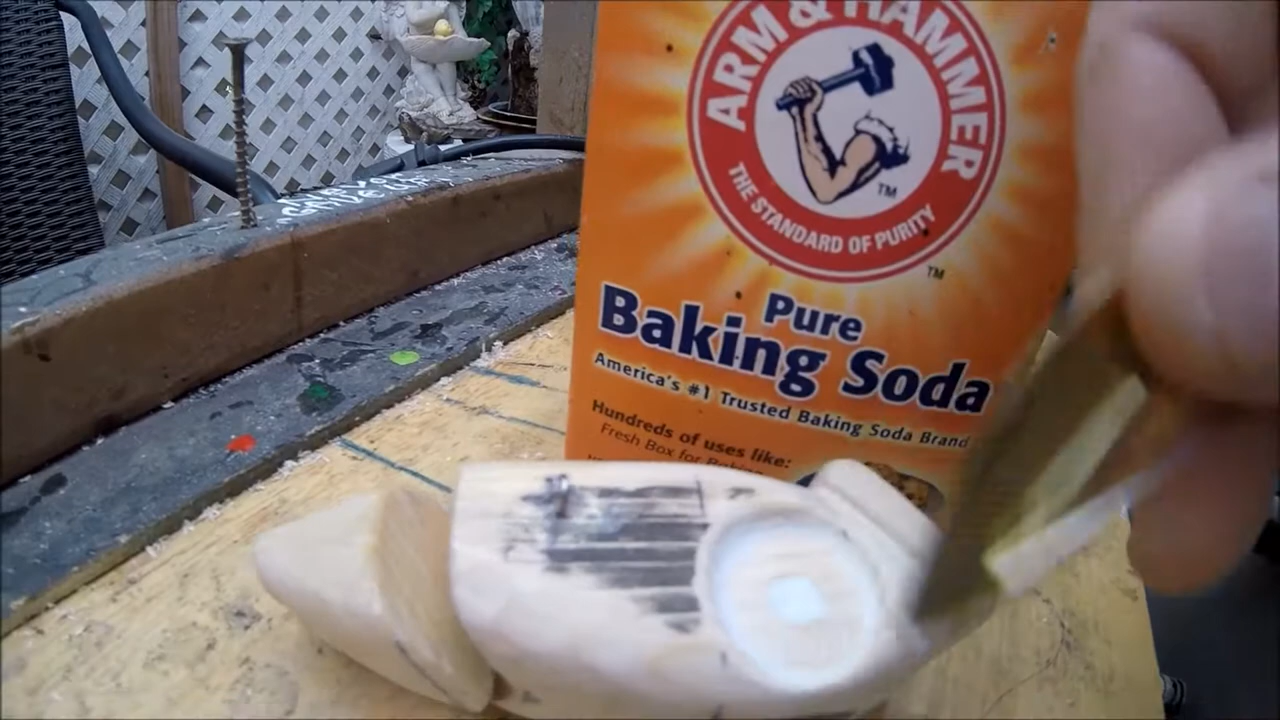 ARM & HAMMER
THE STANDARD OF PURITY
TM
TM
Pure
Baking Soda
America's #1 Trusted Baking Soda Brand
Hundreds of uses like:
Fresh Box for Baking